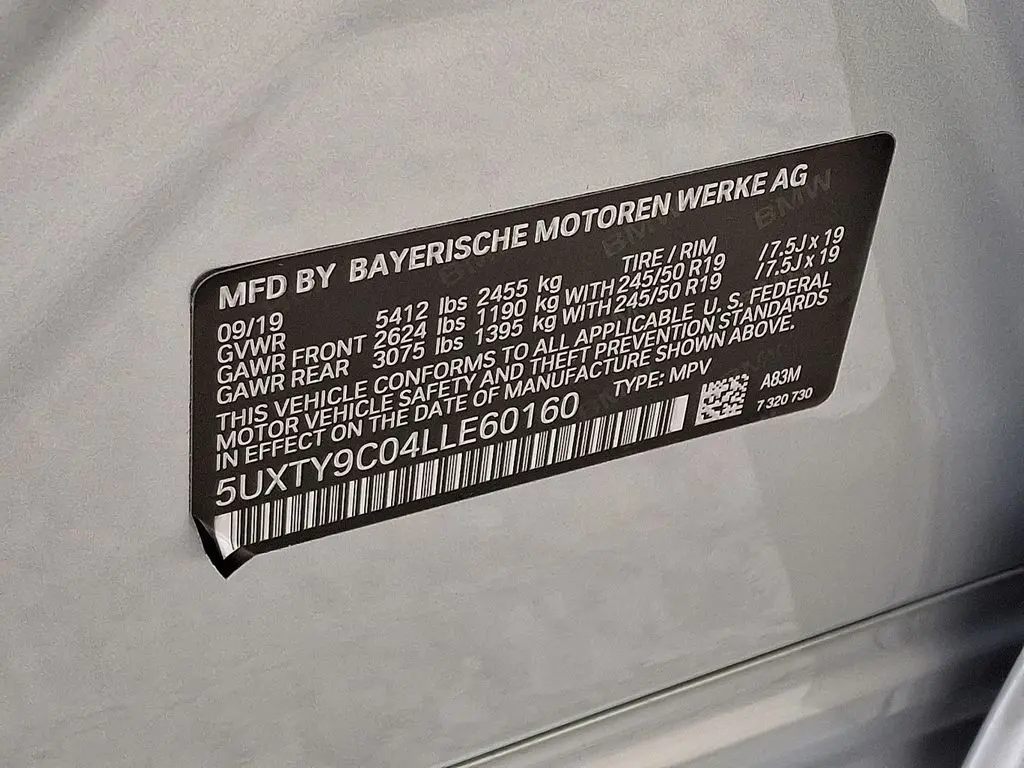 MFD BY BAYERISCHE MOTOREN WERKE AG
09/19 TIRE / RIM
GVWR 5412 lbs 2455 kg
GAWR FRONT 2624 lbs 1190 kg WITH 245/50 R19 /7.5J x 19
GAWR REAR 3075 lbs 1395 kg WITH 245/50 R19 /7.5J x 19
THIS VEHICLE CONFORMS TO ALL APPLICABLE U.S. FEDERAL
MOTOR VEHICLE SAFETY AND THEFT PREVENTION STANDARDS
IN EFFECT ON THE DATE OF MANUFACTURE SHOWN ABOVE.
5UXTY9C04LLE60160 TYPE: MPV A83M
7 320 730
BMW BMW BMW